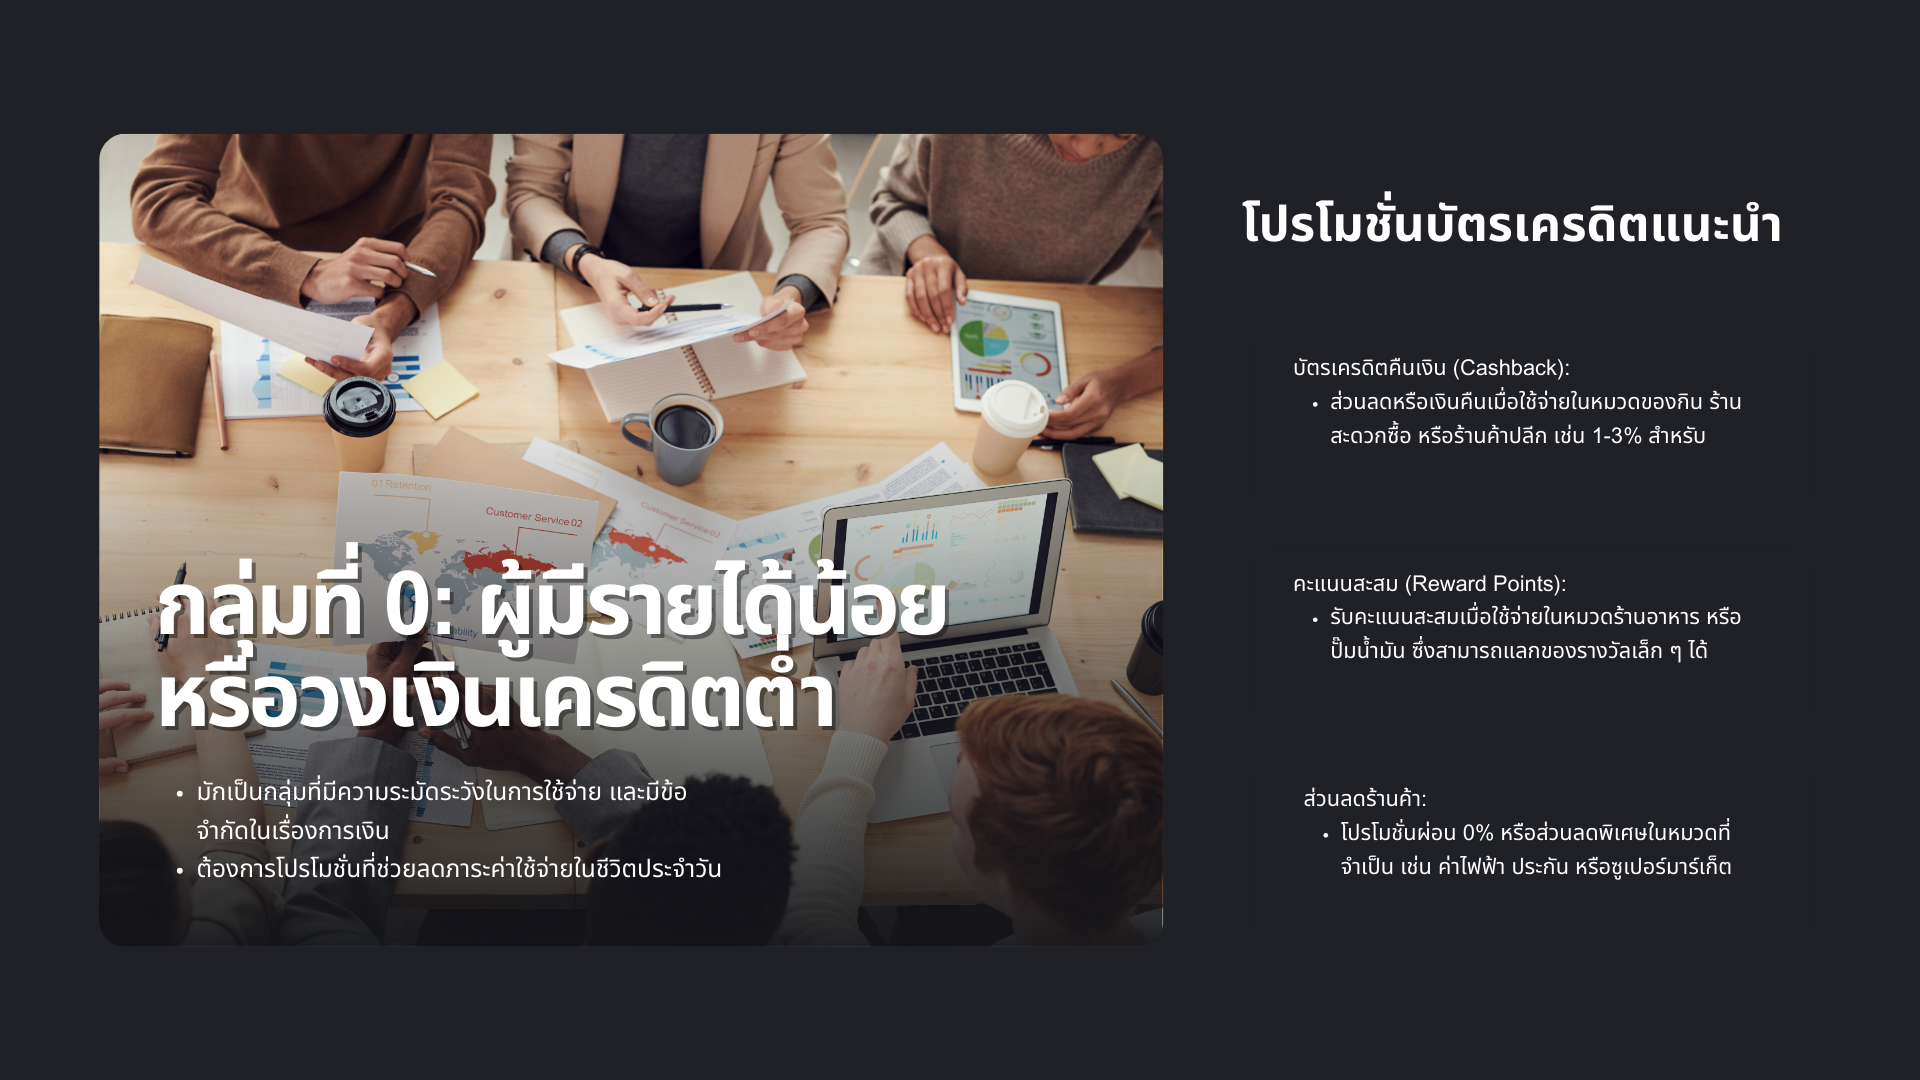 01 Retention
Customer Service 02
Customer Service 02
กลุ่มที่ 0: ผู้มีรายได้น้อย
หรือวงเงินเครดิตต่ำ
มักเป็นกลุ่มที่มีความระมัดระวังในการใช้จ่าย และมีข้อ
จำกัดในเรื่องการเงิน
ต้องการโปรโมชั่นที่ช่วยลดภาระค่าใช้จ่ายในชีวิตประจำวัน
โปรโมชั่นบัตรเครดิตแนะนำ
บัตรเครดิตคืนเงิน (Cashback):
ส่วนลดหรือเงินคืนเมื่อใช้จ่ายในหมวดของกิน ร้าน
สะดวกซื้อ หรือร้านค้าปลีก เช่น 1-3% สำหรับ
คะแนนสะสม (Reward Points):
รับคะแนนสะสมเมื่อใช้จ่ายในหมวดร้านอาหาร หรือ
ปั๊มน้ำมัน ซึ่งสามารถแลกของรางวัลเล็ก ๆ ได้
ส่วนลดร้านค้า:
โปรโมชั่นผ่อน 0% หรือส่วนลดพิเศษในหมวดที่
จำเป็น เช่น ค่าไฟฟ้า ประกัน หรือซูเปอร์มาร์เก็ต